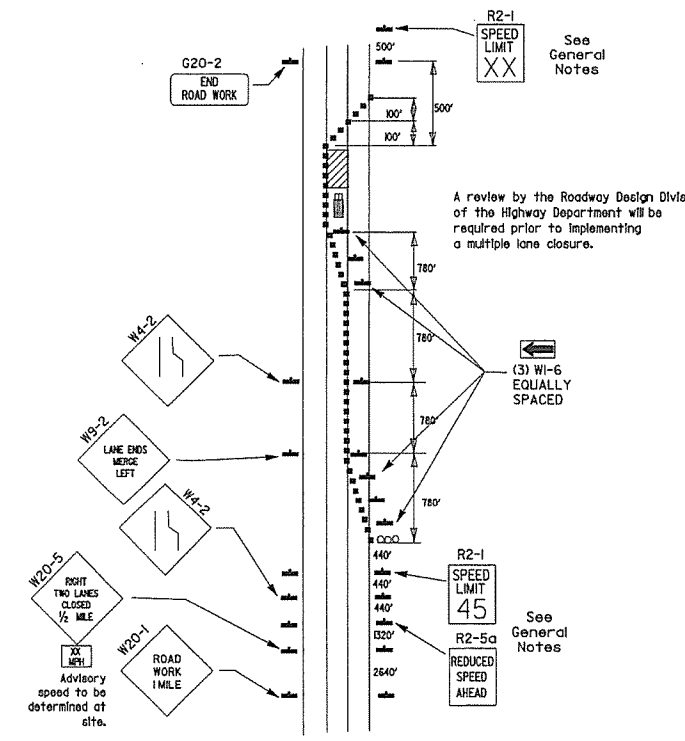 R2-1
SPEED
LIMIT
XX
See
General
Notes
500'
G20-2
END
ROAD WORK
100'
500'
100'
A review by the Roadway Design Divis
of the Highway Department will be
required prior to implementing
a multiple lane closure.
780'
780'
W4-2
(3) W1-6
EQUALLY
SPACED
780'
W9-2
LANE ENDS
MERGE
LEFT
780'
W4-2
440'
R2-1
SPEED
LIMIT
45
440'
440'
See
General
Notes
W20-5
RIGHT
TWO LANES
CLOSED
1/2 MILE
XX
MPH
Advisory
speed to be
determined at
site.
1320'
R2-5a
REDUCED
SPEED
AHEAD
W20-1
ROAD
WORK
1 MILE
2640'